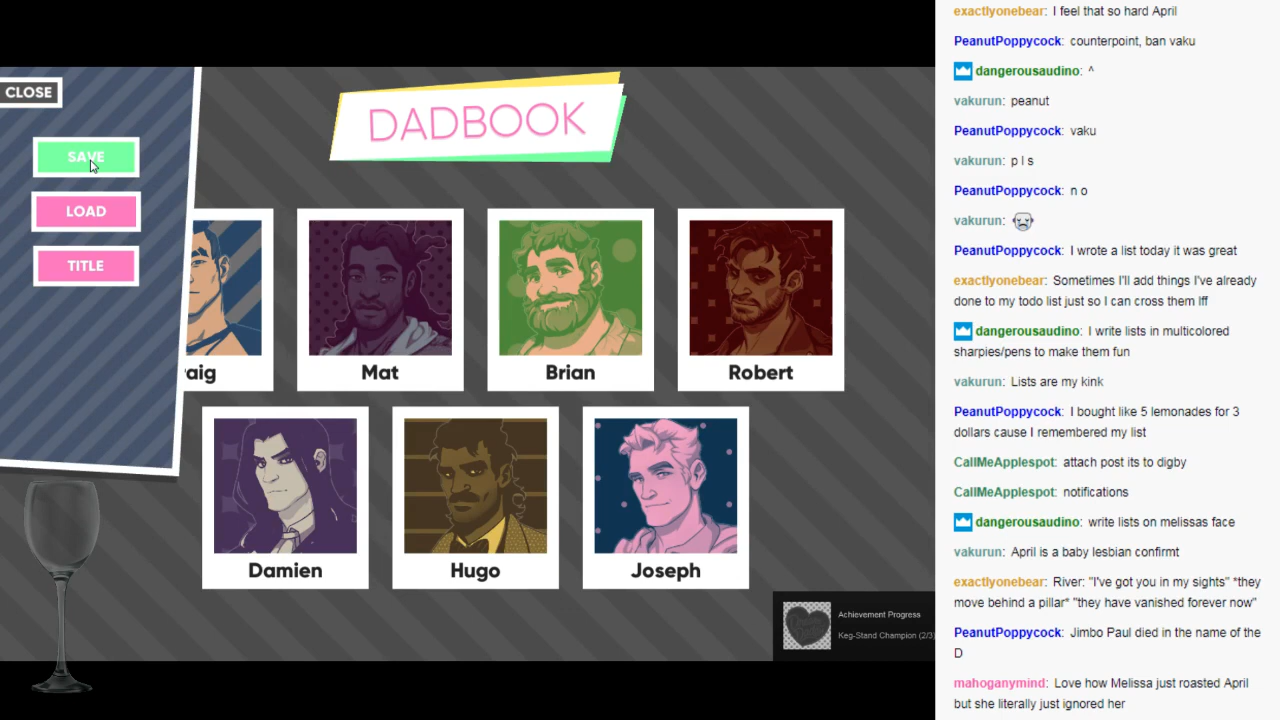 CLOSE
SAVE
LOAD
TITLE
DADBOOK
raig
Mat
Brian
Robert
Damien
Hugo
Joseph
Achievement Progress
Keg-Stand Champion (2/3)
exactlyonebear: I feel that so hard April
PeanutPoppycock: counterpoint, ban vaku
dangerousaudino: ^
vakurun: peanut
PeanutPoppycock: vaku
vakurun: p l s
PeanutPoppycock: n o
vakurun:
PeanutPoppycock: I wrote a list today it was great
exactlyonebear: Sometimes I'll add things I've already
done to my todo list just so I can cross them lff
dangerousaudino: I write lists in multicolored
sharpies/pens to make them fun
vakurun: Lists are my kink
PeanutPoppycock: I bought like 5 lemonades for 3
dollars cause I remembered my list
CallMeApplespot: attach post its to digby
CallMeApplespot: notifications
dangerousaudino: write lists on melissas face
vakurun: April is a baby lesbian confirmt
exactlyonebear: River: "I've got you in my sights" *they
move behind a pillar* "they have vanished forever now"
PeanutPoppycock: Jimbo Paul died in the name of the
D
mahoganymind: Love how Melissa just roasted April
but she literally just ignored her